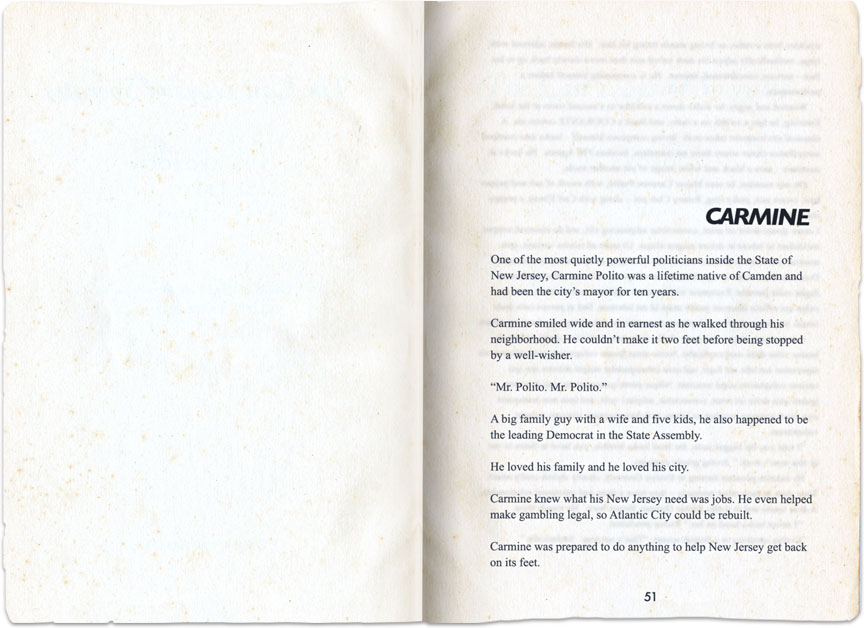 CARMINE
One of the most quietly powerful politicians inside the State of
New Jersey, Carmine Polito was a lifetime native of Camden and
had been the city’s mayor for ten years.
Carmine smiled wide and in earnest as he walked through his
neighborhood. He couldn’t make it two feet before being stopped
by a well-wisher.
“Mr. Polito. Mr. Polito.”
A big family guy with a wife and five kids, he also happened to be
the leading Democrat in the State Assembly.
He loved his family and he loved his city.
Carmine knew what his New Jersey need was jobs. He even helped
make gambling legal, so Atlantic City could be rebuilt.
Carmine was prepared to do anything to help New Jersey get back
on its feet.
51